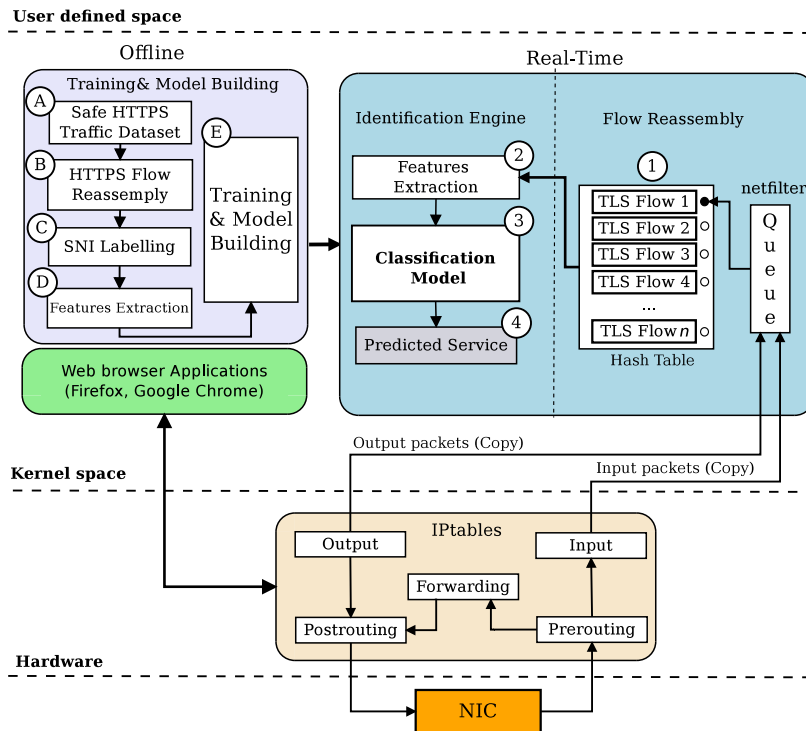 User defined space
Offline
Real-Time
Training& Model Building
A
Safe HTTPS
Traffic Dataset
B
HTTPS Flow
Reassemply
C
SNI Labelling
D
Features Extraction
E
Training
& Model
Building
Identification Engine
2
Features
Extraction
3
Classification
Model
4
Predicted Service
Flow Reassembly
1
TLS Flow 1
TLS Flow 2
TLS Flow 3
TLS Flow 4
...
TLS Flow n
Hash Table
netfilter
Q
u
e
u
e
Web browser Applications
(Firefox, Google Chrome)
Output packets (Copy)
Input packets (Copy)
Kernel space
IPtables
Output
Input
Forwarding
Postrouting
Prerouting
Hardware
NIC